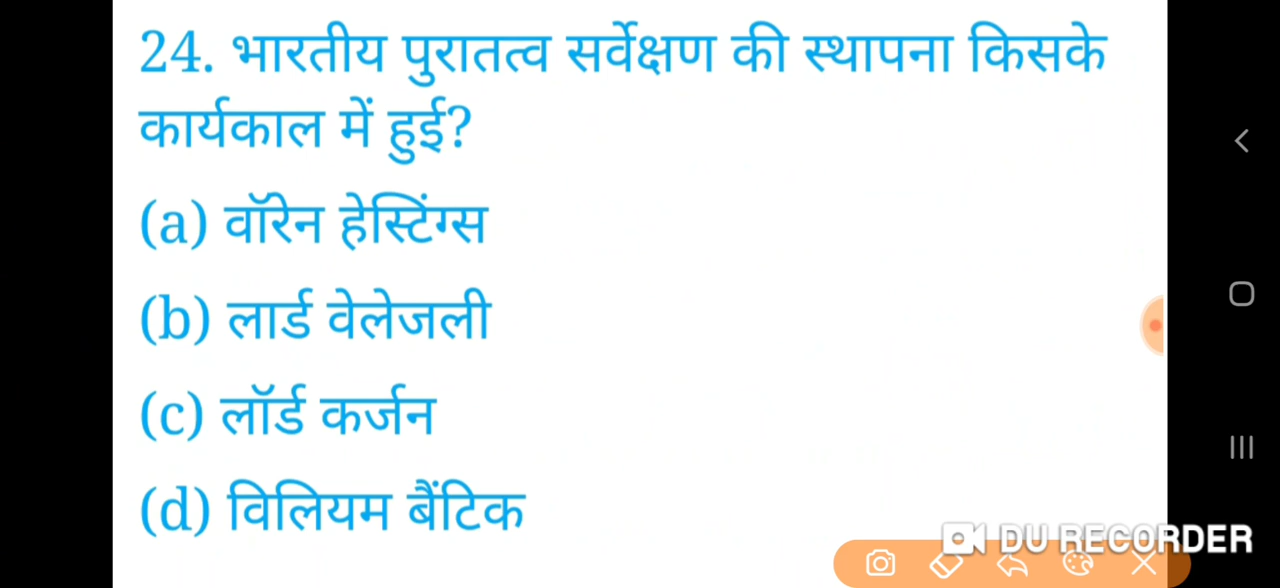 24. भारतीय पुरातत्व सर्वेक्षण की स्थापना किसके
कार्यकाल में हुई?
(a) वॉरेन हेस्टिंग्स
(b) लार्ड वेलेजली
(c) लॉर्ड कर्जन
(d) विलियम बैंटिक
DU RECORDER